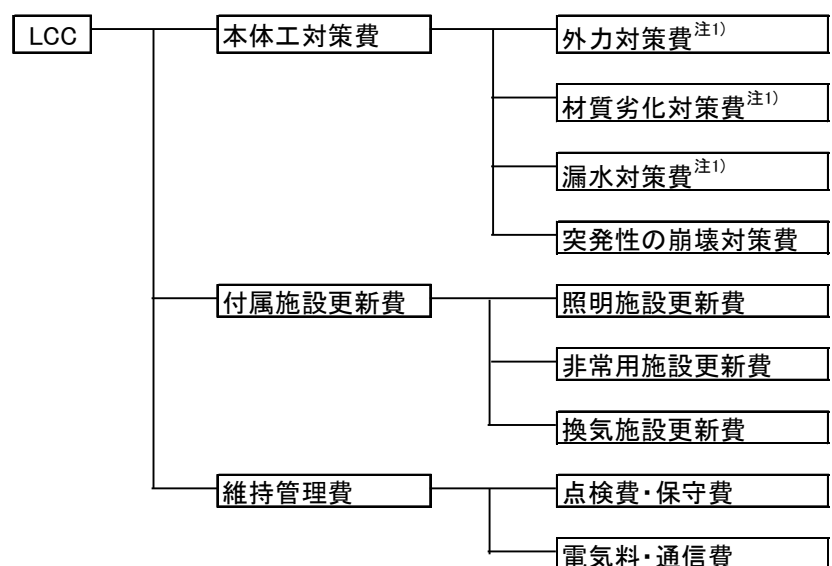 LCC
本体工対策費
外力対策費注1)
材質劣化対策費注1)
漏水対策費注1)
突発性の崩壊対策費
付属施設更新費
照明施設更新費
非常用施設更新費
換気施設更新費
維持管理費
点検費・保守費
電気料・通信費